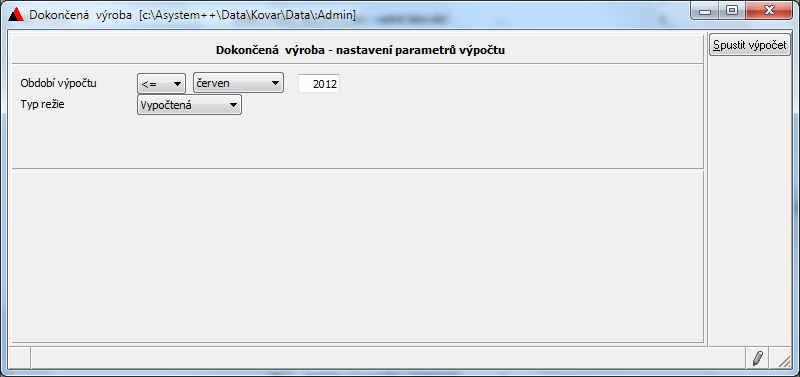 Dokončená výroba [c:\Asystem++\Data\Kovar\Data\:Admin]
Dokončená výroba - nastavení parametrů výpočtu
Spustit výpočet
Období výpočtu <= červen 2012
Typ režie Vypočtená